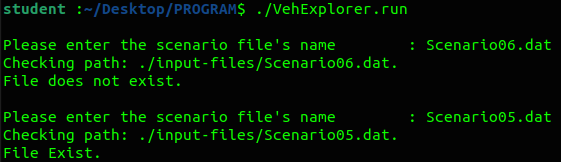 student :~/Desktop/PROGRAM$ ./VehExplorer.run
Please enter the scenario file's name        : Scenario06.dat
Checking path: ./input-files/Scenario06.dat.
File does not exist.
Please enter the scenario file's name        : Scenario05.dat
Checking path: ./input-files/Scenario05.dat.
File Exist.